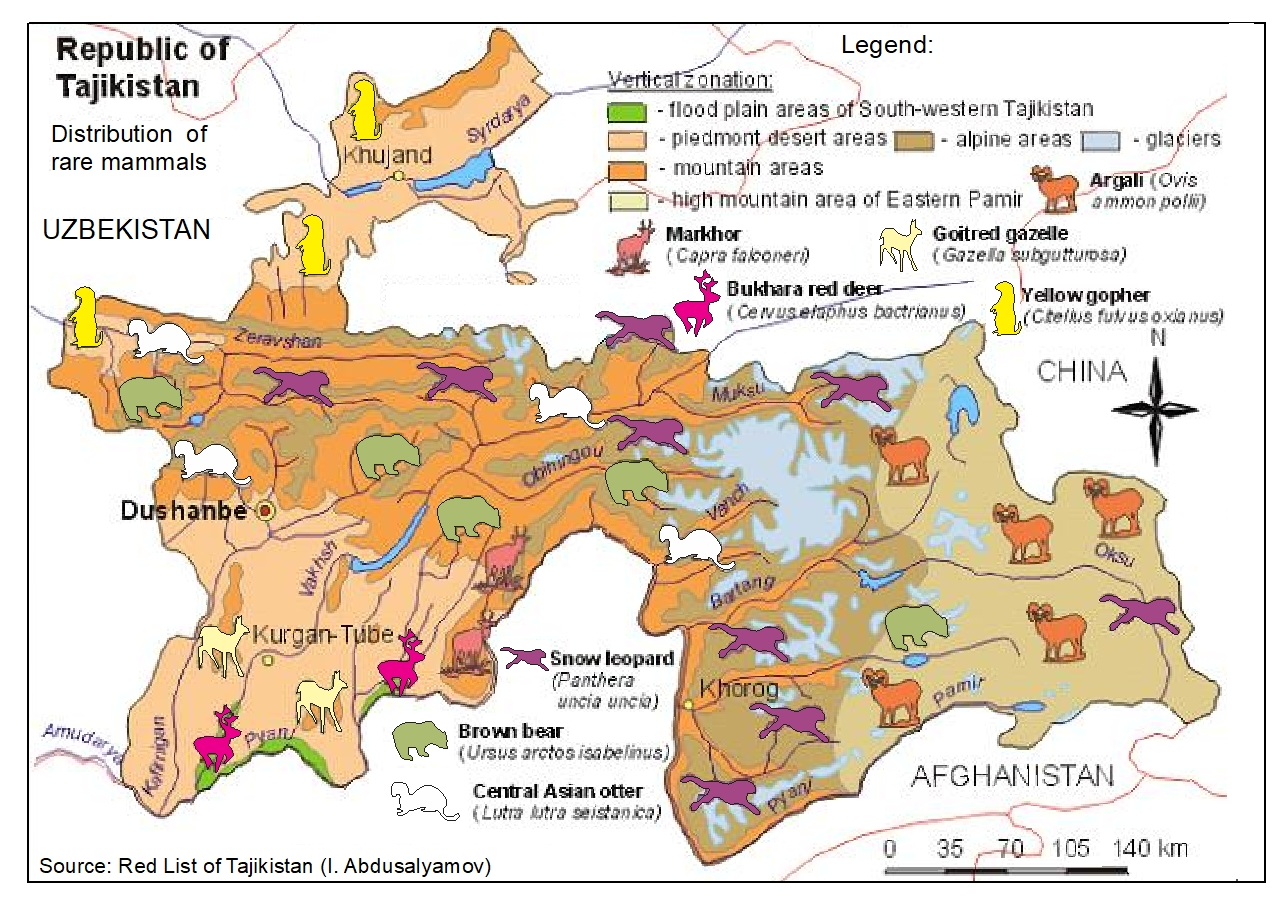 Republic of
Tajikistan
Distribution of
rare mammals
Legend:
Vertical zonation:
- flood plain areas of South-western Tajikistan
- piedmont desert areas
- alpine areas
- glaciers
- mountain areas
- high mountain area of Eastern Pamir
Argali (Ovis
ammon pollii)
Markhor
(Capra falconeri)
Goitred gazelle
(Gazella subgutturosa)
Bukhara red deer
(Cervus elaphus bactrianus)
Yellow gopher
(Citellus fulvus oxianus)
UZBEKISTAN
Khujand
Syrdarya
N
CHINA
Zeravshan
Muksu
Obihingou
Vanch
Dushanbe
Vakhsh
Bartang
Oksu
Kurgan-Tube
Snow leopard
(Panthera
uncia uncia)
Khorog
Pamir
Amudarya
Kafirnigan
Pyanj
Brown bear
(Ursus arctos isabelinus)
Central Asian otter
(Lutra lutra seistanica)
Pyanj
AFGHANISTAN
0 35 70 105 140 km
Source: Red List of Tajikistan (I. Abdusalyamov)